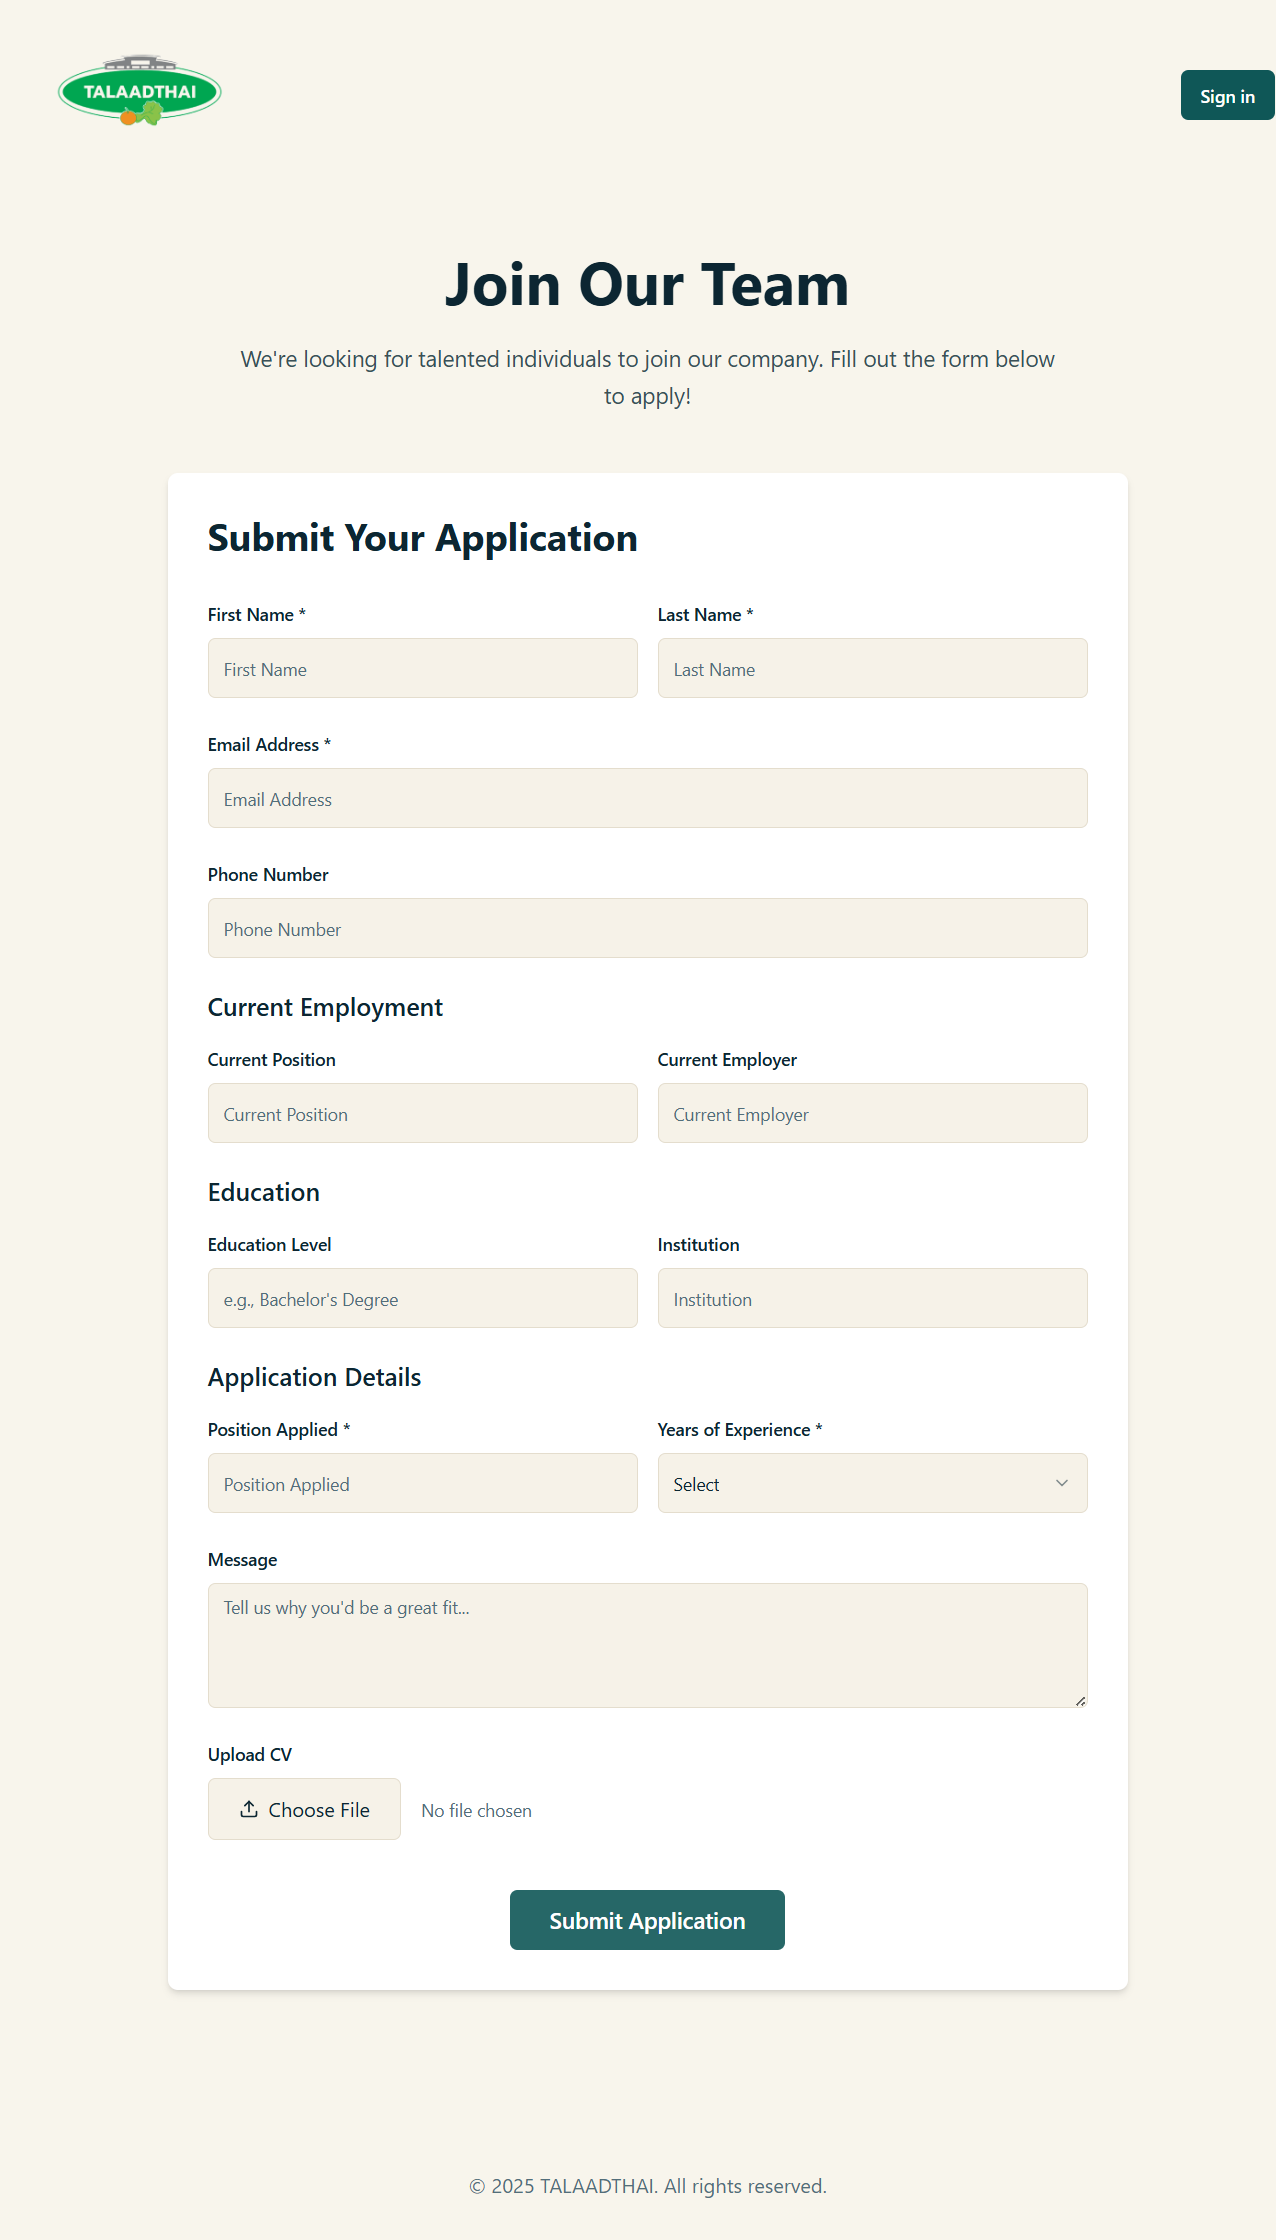 TALAADTHAI
Sign in
Join Our Team
We're looking for talented individuals to join our company. Fill out the form below
to apply!
Submit Your Application
First Name *
Last Name *
First Name
Last Name
Email Address *
Email Address
Phone Number
Phone Number
Current Employment
Current Position
Current Employer
Current Position
Current Employer
Education
Education Level
Institution
e.g., Bachelor's Degree
Institution
Application Details
Position Applied *
Years of Experience *
Position Applied
Select
Message
Tell us why you'd be a great fit...
Upload CV
Choose File
No file chosen
Submit Application
© 2025 TALAADTHAI. All rights reserved.